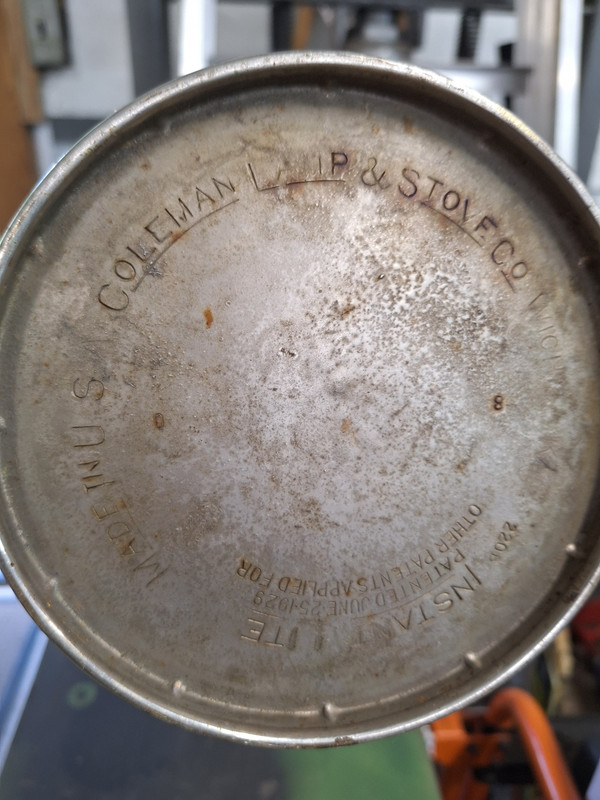 COLEMAN LAMP & STOVE CO
MADE IN U S A
INSTANT LITE
PATENTED JUNE-25-1929
OTHER PATENTS APPLIED FOR
8